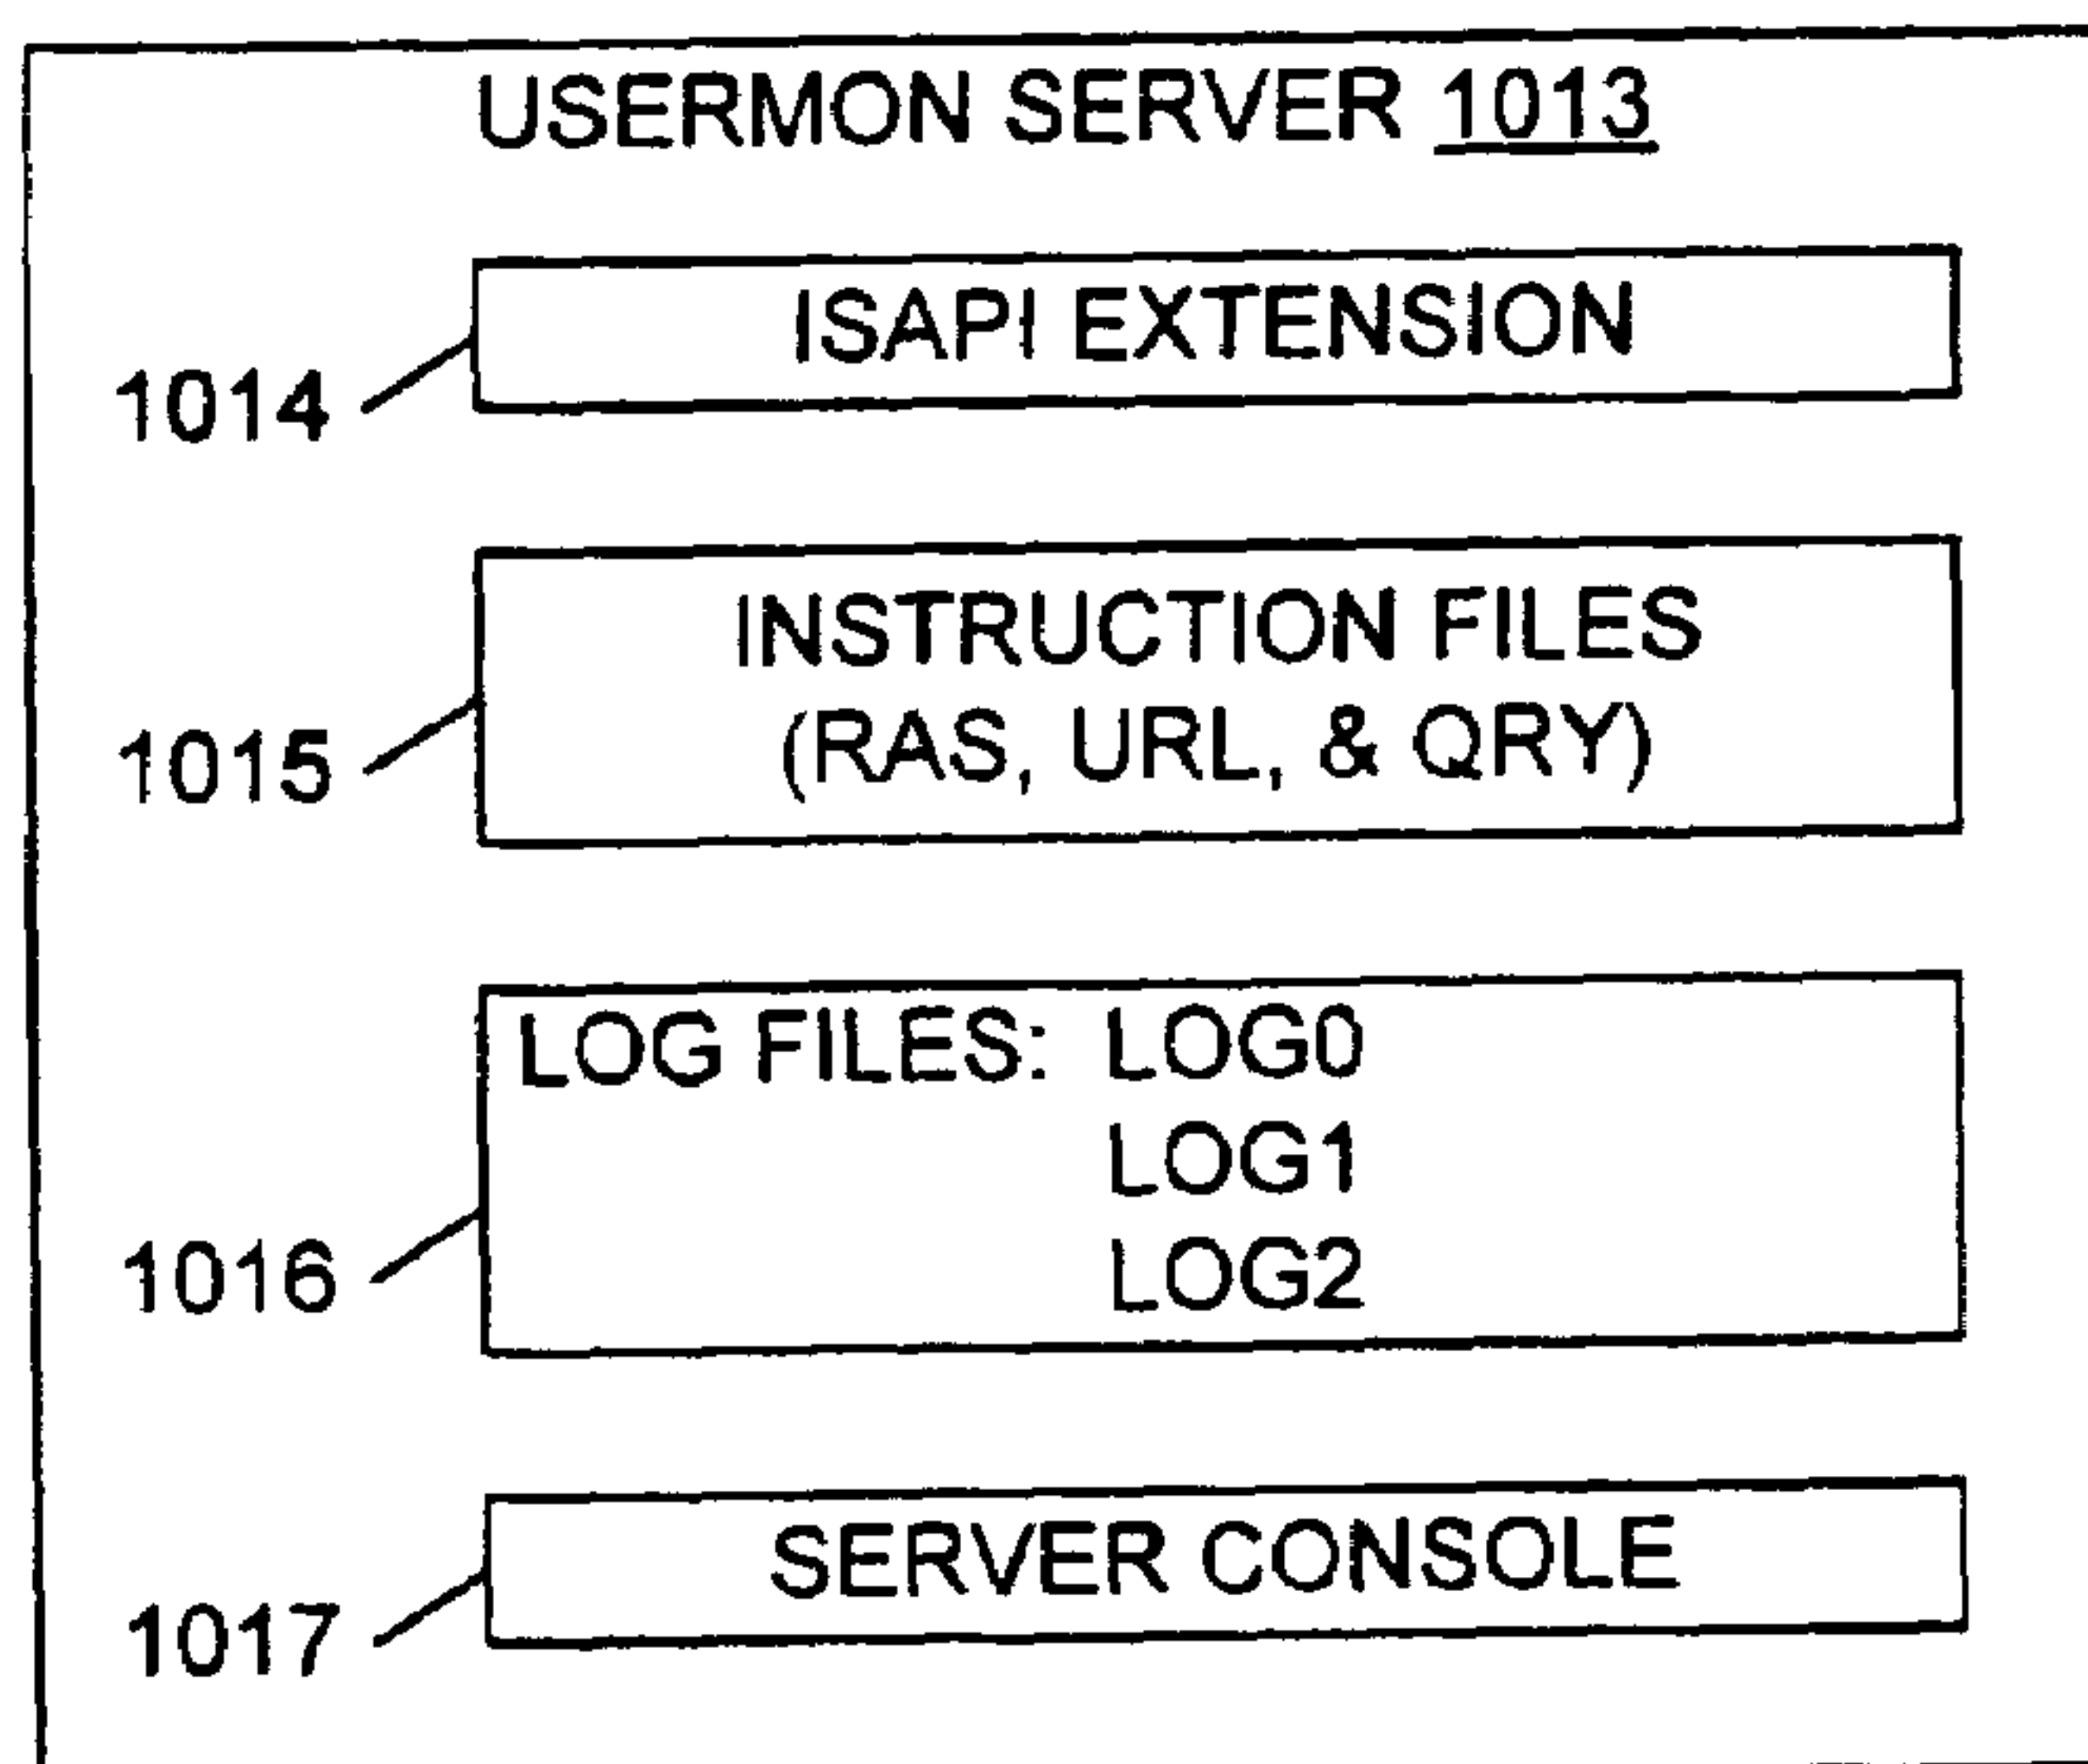 USERMON SERVER 1013
ISAPI EXTENSION
1014
INSTRUCTION FILES
(RAS, URL, & QRY)
1015
LOG FILES: LOG0
LOG1
LOG2
1016
SERVER CONSOLE
1017